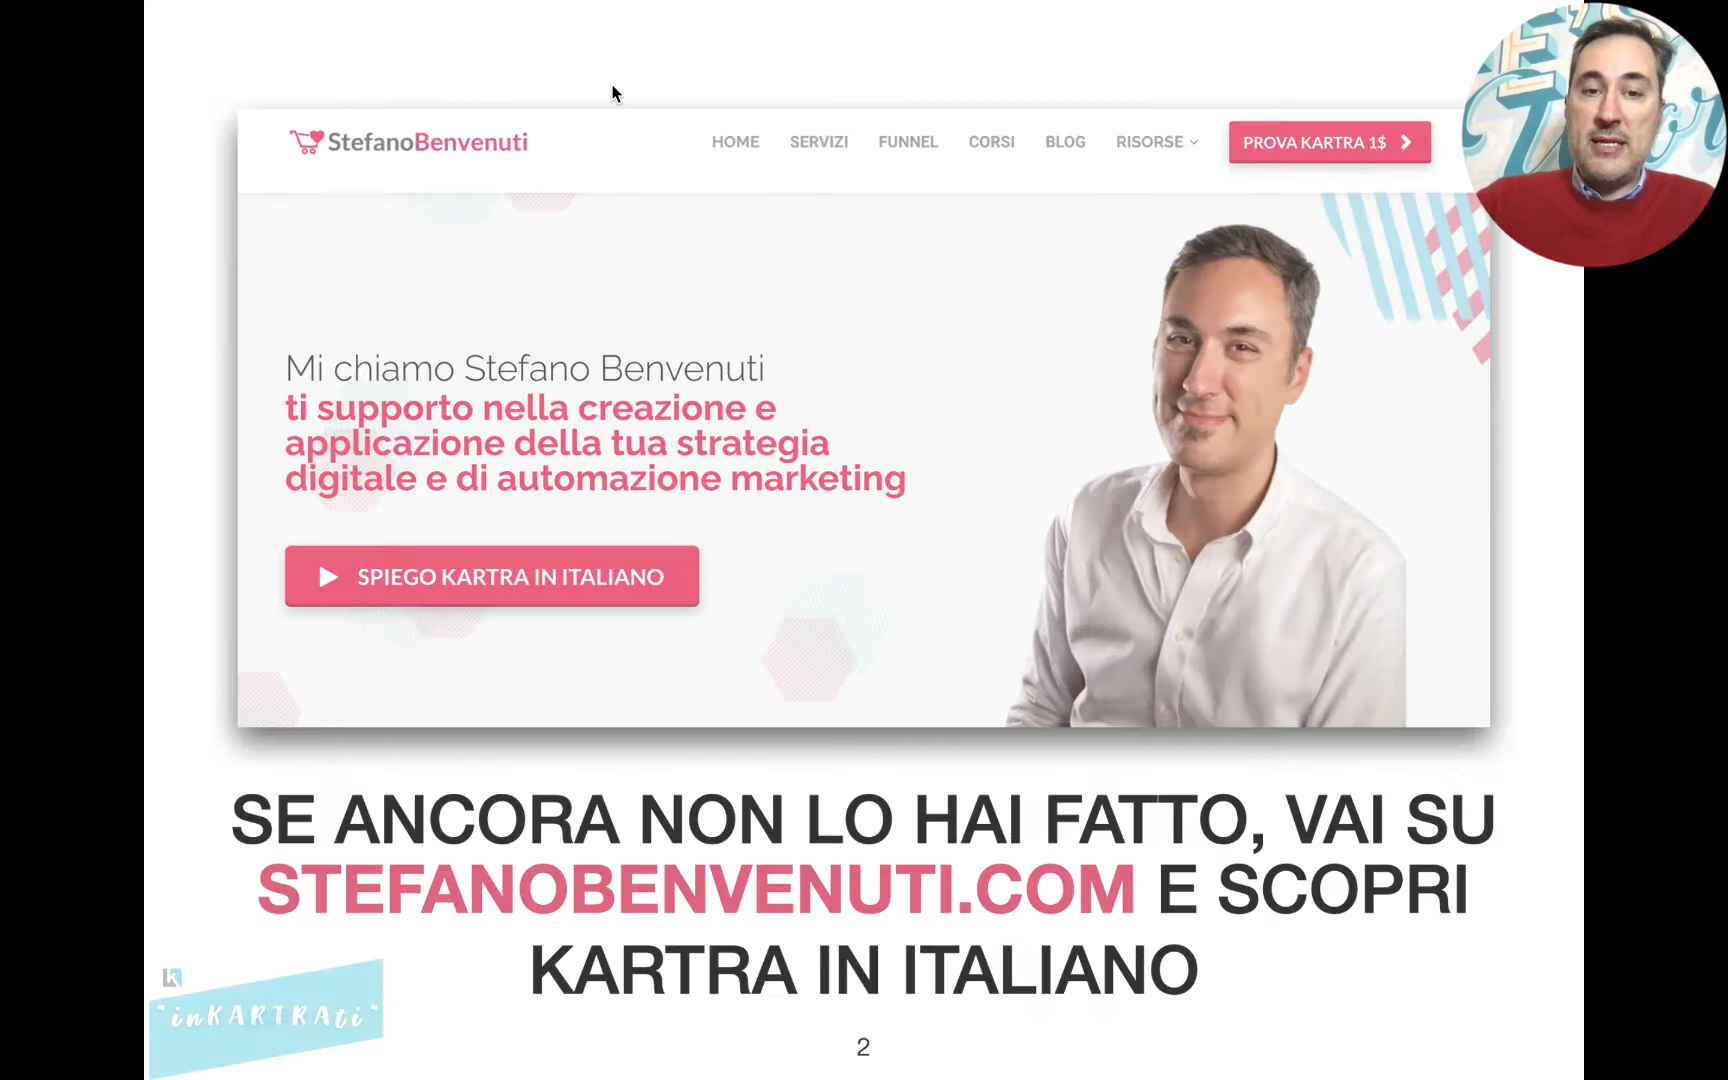 StefanoBenvenuti
HOME SERVIZI FUNNEL CORSI BLOG RISORSE PROVA KARTRA 1$
Mi chiamo Stefano Benvenuti
ti supporto nella creazione e
applicazione della tua strategia
digitale e di automazione marketing
SPIEGO KARTRA IN ITALIANO
SE ANCORA NON LO HAI FATTO, VAI SU
STEFANOBENVENUTI.COM E SCOPRI
KARTRA IN ITALIANO
k
"inKARTRAti"
2